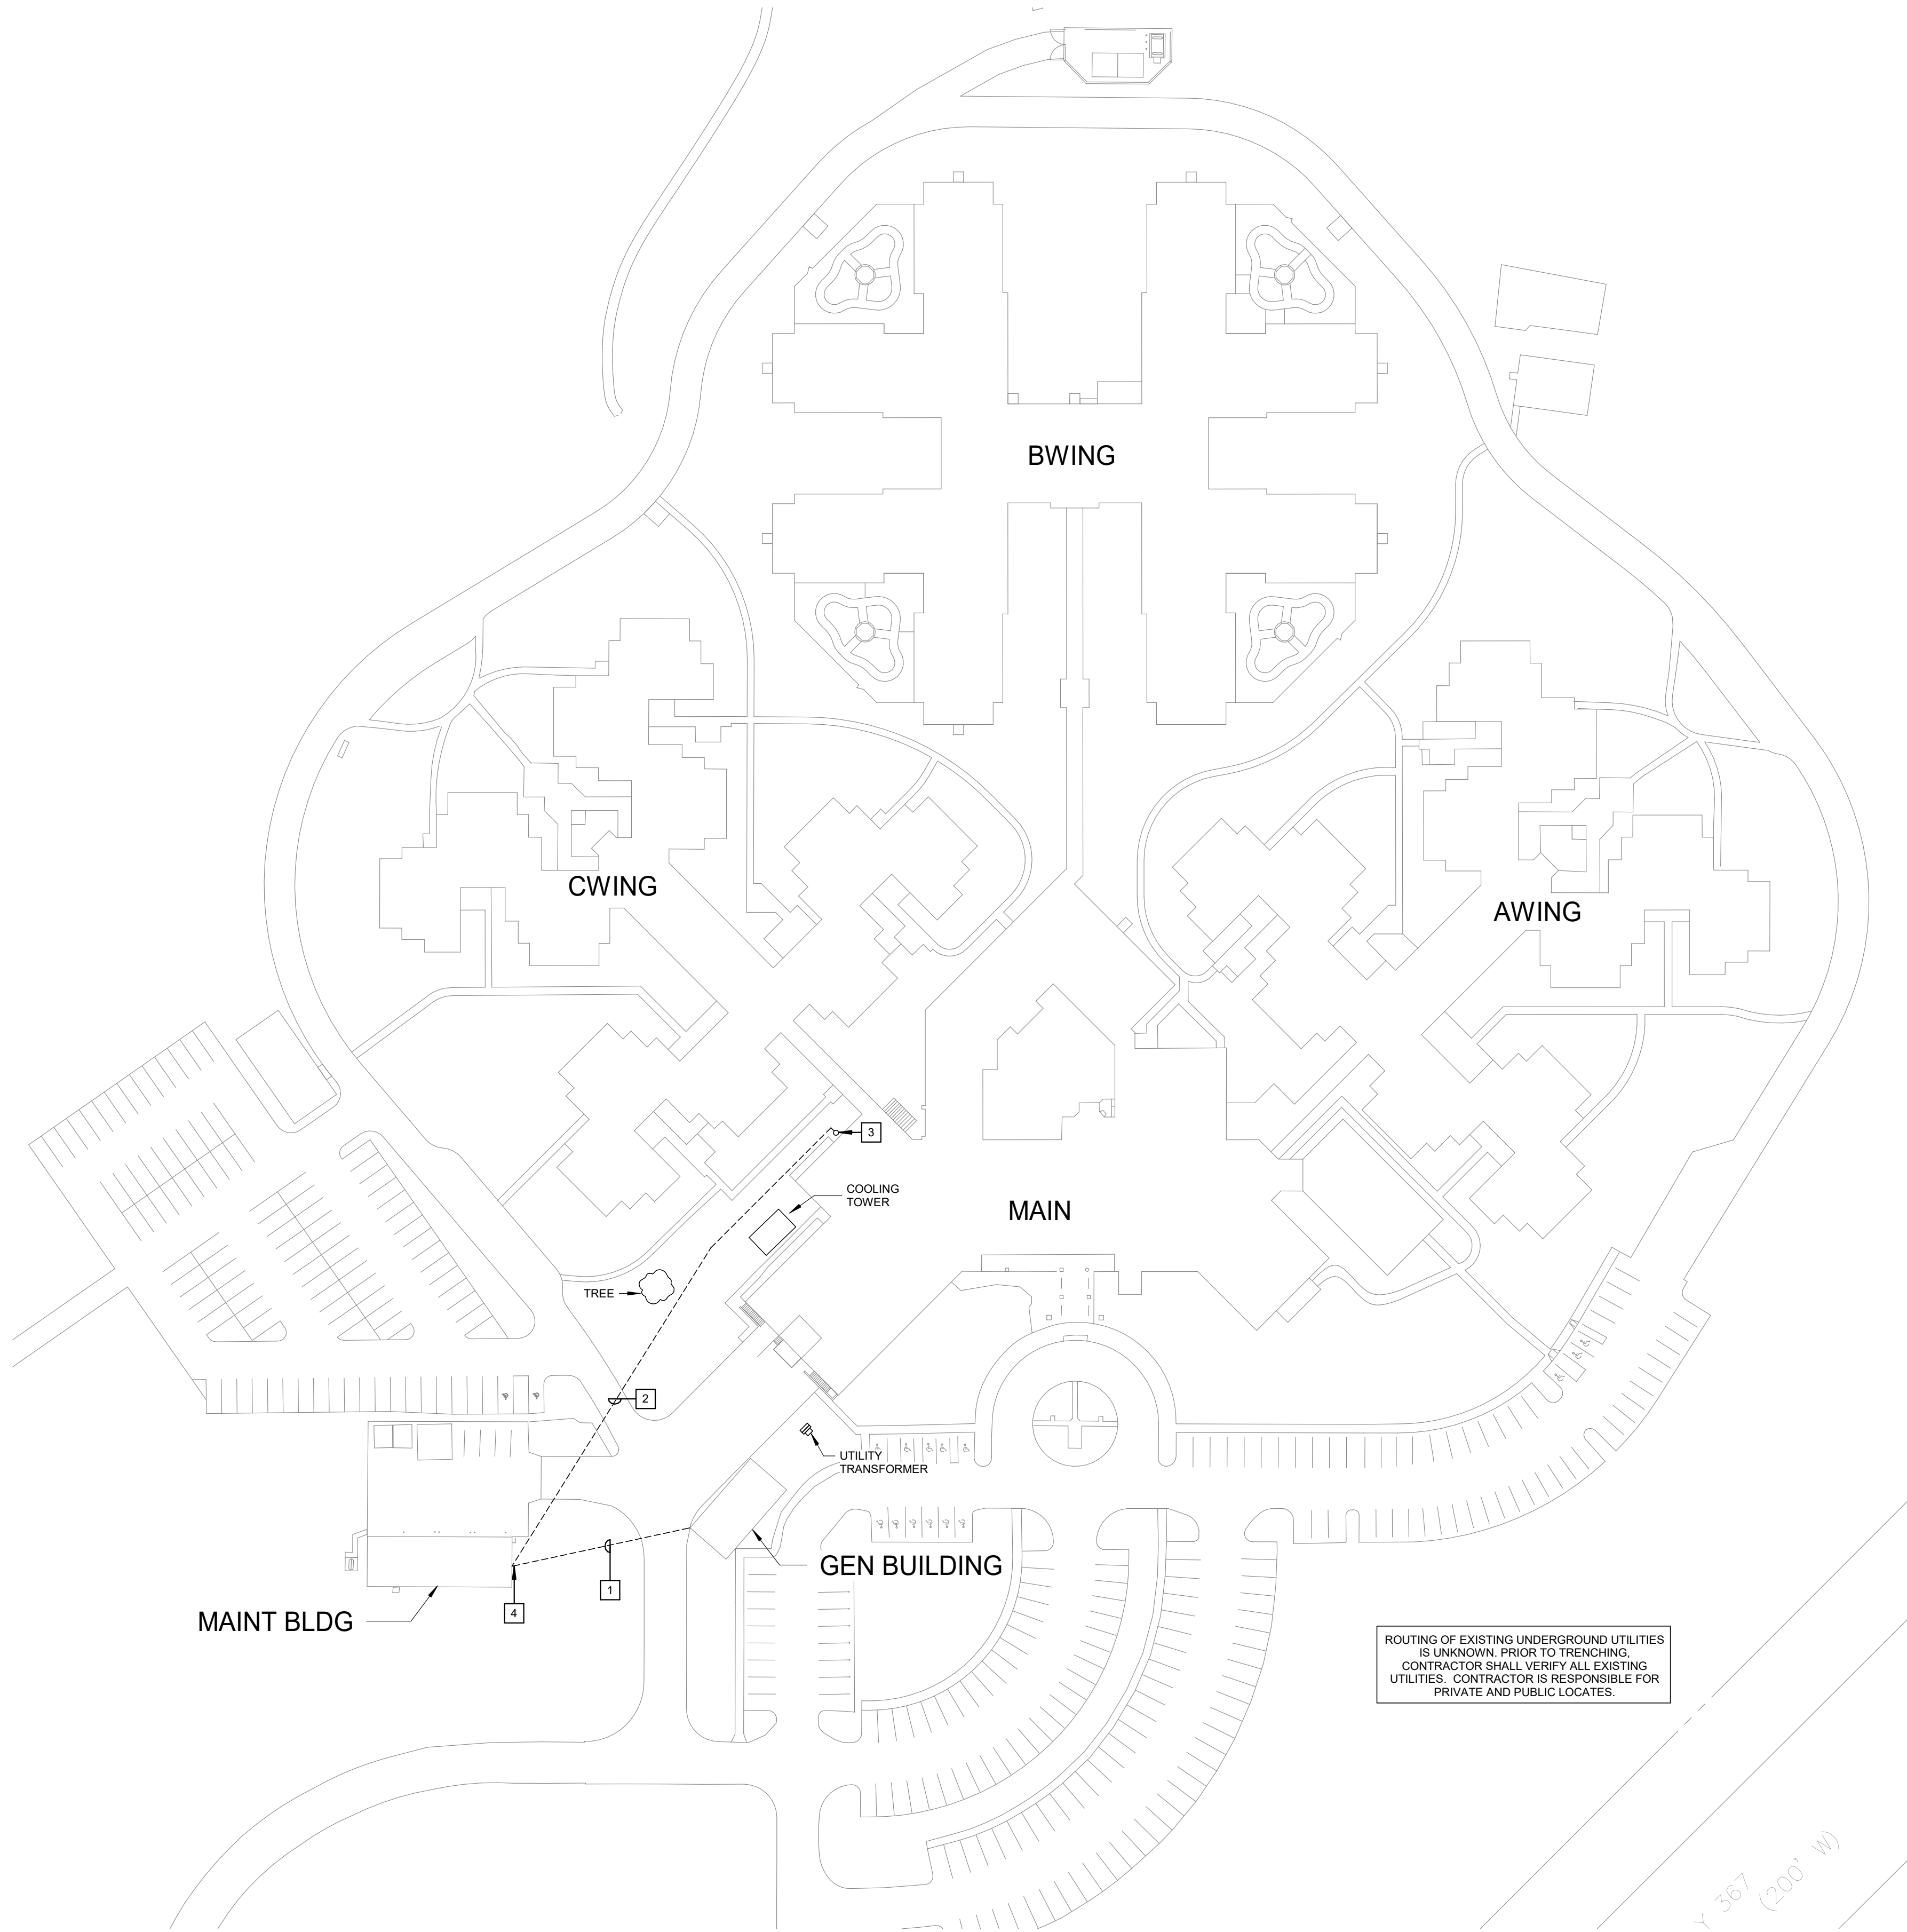 BWING
CWING
AWING
3
COOLING
TOWER
MAIN
TREE
2
UTILITY
TRANSFORMER
GEN BUILDING
1
4
MAINT BLDG
ROUTING OF EXISTING UNDERGROUND UTILITIES
IS UNKNOWN. PRIOR TO TRENCHING,
CONTRACTOR SHALL VERIFY ALL EXISTING
UTILITIES. CONTRACTOR IS RESPONSIBLE FOR
PRIVATE AND PUBLIC LOCATES.
Y 367
(200' W)